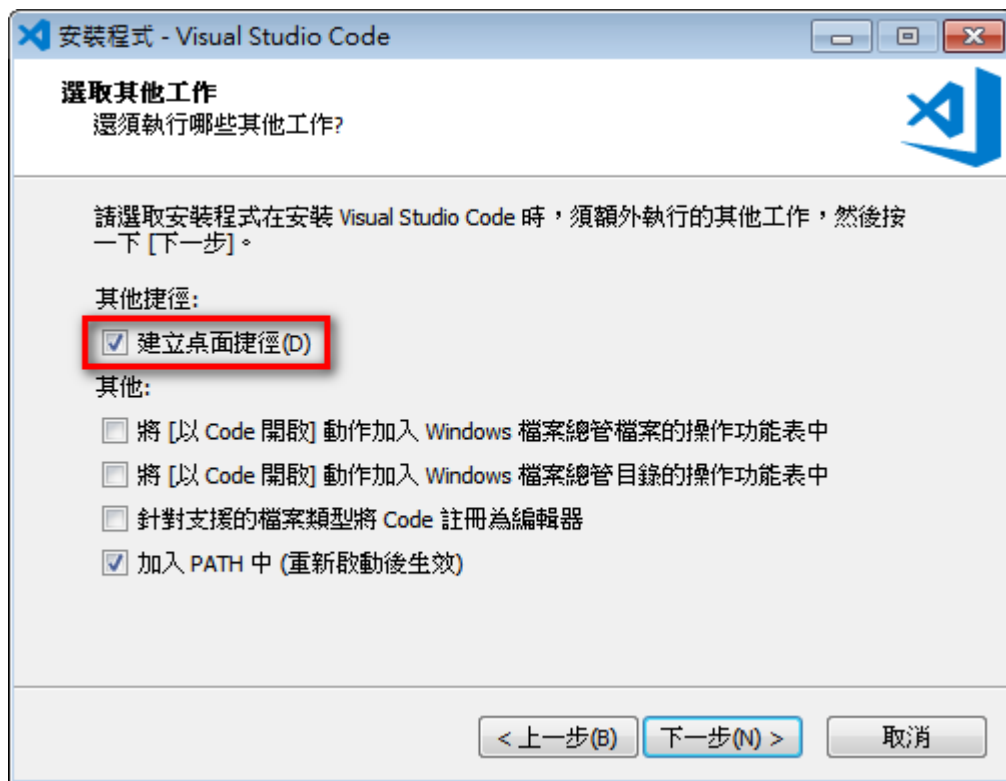 安裝程式 - Visual Studio Code
選取其他工作
還須執行哪些其他工作?
請選取安裝程式在安裝 Visual Studio Code 時，須額外執行的其他工作，然後按
一下 [下一步]。
其他捷徑:
建立桌面捷徑(D)
其他:
將 [以 Code 開啟] 動作加入 Windows 檔案總管檔案的操作功能表中
將 [以 Code 開啟] 動作加入 Windows 檔案總管目錄的操作功能表中
針對支援的檔案類型將 Code 註冊為編輯器
加入 PATH 中 (重新啟動後生效)
< 上一步(B) 下一步(N) > 取消